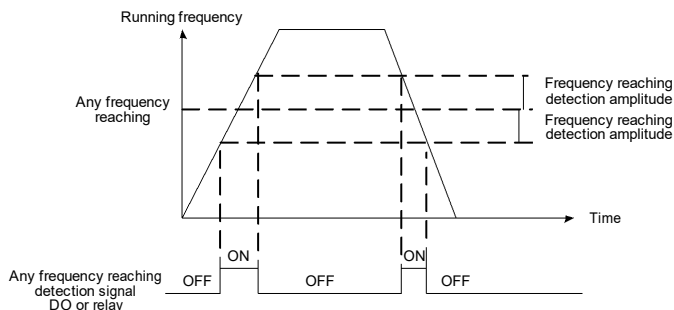 Running frequency
Any frequency
reaching
Frequency reaching
detection amplitude
Frequency reaching
detection amplitude
Time
ON
ON
OFF
OFF
OFF
Any frequency reaching
detection signal
DO or relay